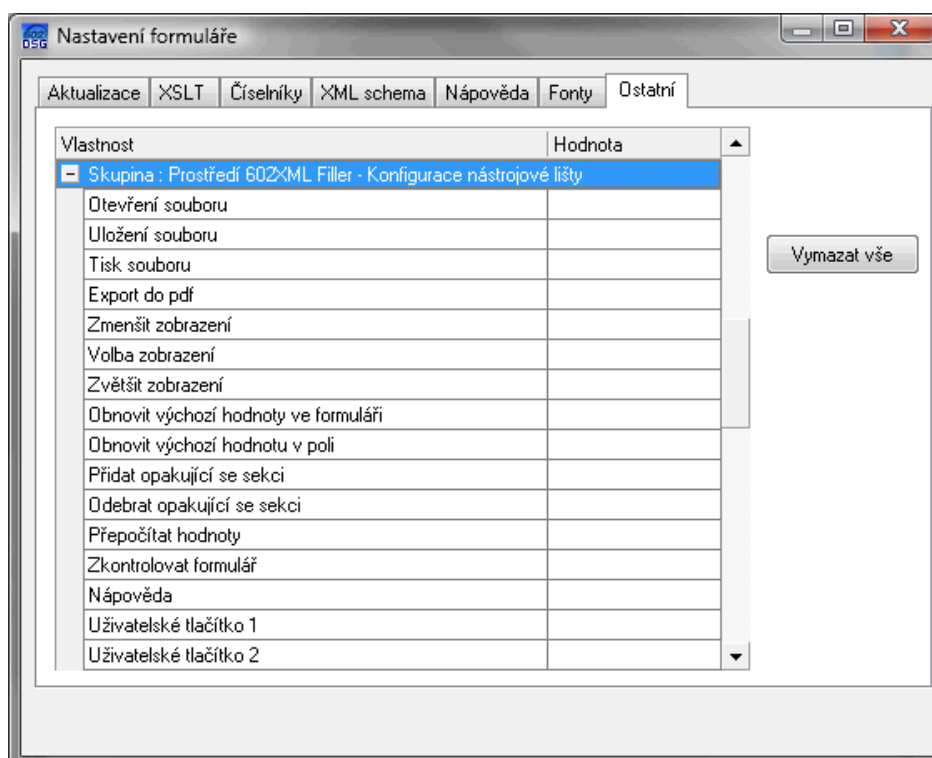 602
DSG
Nastavení formuláře
Aktualizace XSLT Číselníky XML schema Nápověda Fonty Ostatní
Vlastnost Hodnota
Skupina : Prostředí 602XML Filler - Konfigurace nástrojové lišty
Otevření souboru
Uložení souboru
Vymazat vše
Tisk souboru
Export do pdf
Zmenšit zobrazení
Volba zobrazení
Zvětšit zobrazení
Obnovit výchozí hodnoty ve formuláři
Obnovit výchozí hodnotu v poli
Přidat opakující se sekci
Odebrat opakující se sekci
Přepočítat hodnoty
Zkontrolovat formulář
Nápověda
Uživatelské tlačítko 1
Uživatelské tlačítko 2